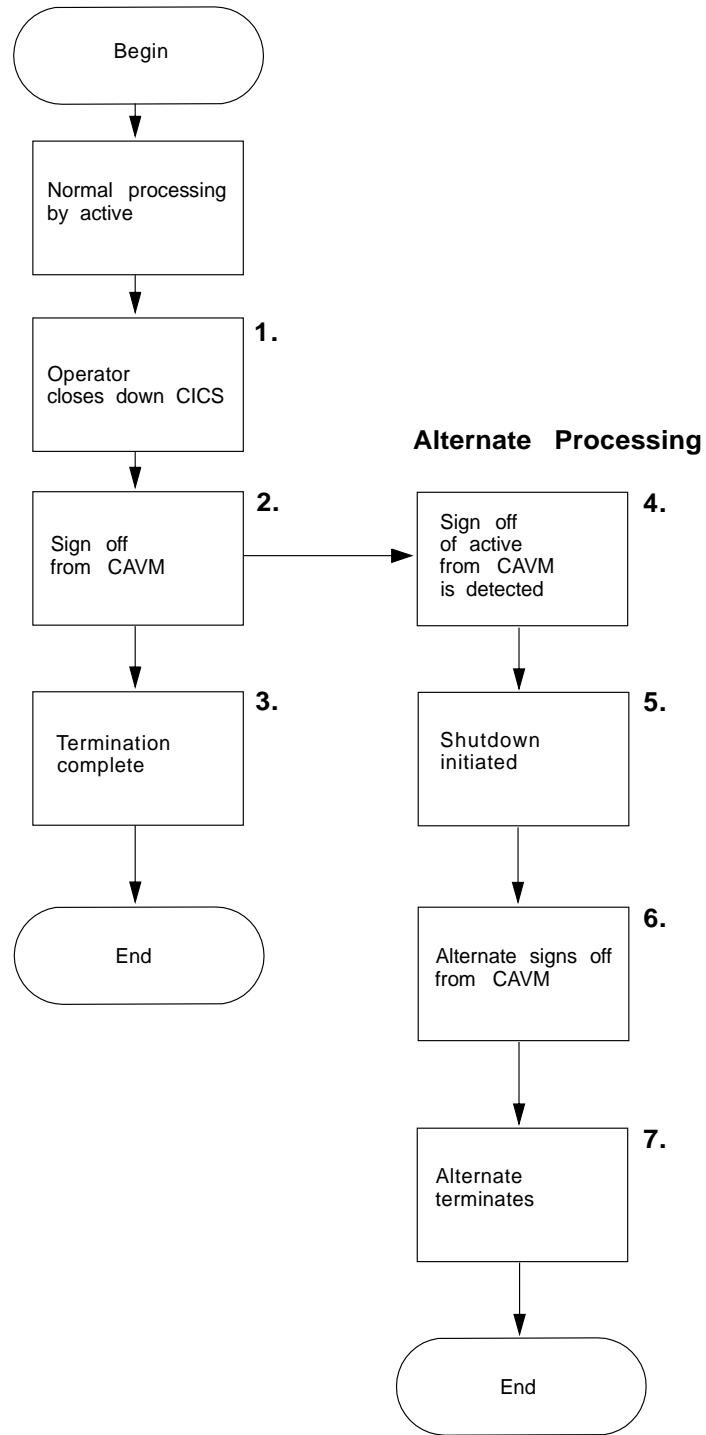 Begin
Normal processing
by active
1.
Operator
closes down CICS
2.
Sign off
from CAVM
3.
Termination
complete
End
Alternate Processing
4.
Sign off
of active
from CAVM
is detected
5.
Shutdown
initiated
6.
Alternate signs off
from CAVM
7.
Alternate
terminates
End